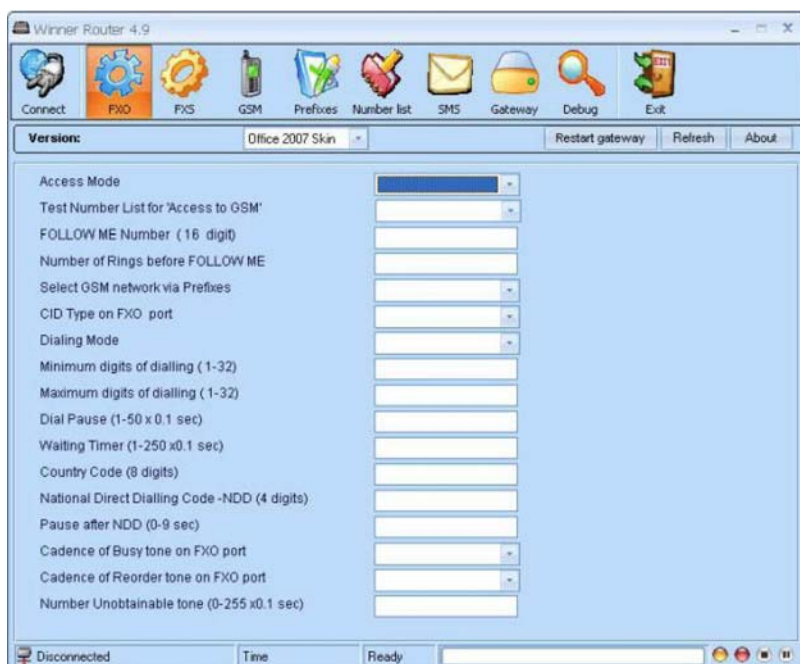 Winner Router 4.9
Connect FXO FXS GSM Prefixes Number list SMS Gateway Debug Exit
Version: Office 2007 Skin Restart gateway Refresh About
Access Mode
Test Number List for 'Access to GSM'
FOLLOW ME Number ( 16 digit)
Number of Rings before FOLLOW ME
Select GSM network via Prefixes
CID Type on FXO port
Dialing Mode
Minimum digits of dialling ( 1-32)
Maximum digits of dialling ( 1-32)
Dial Pause (1-50 x 0.1 sec)
Waiting Timer (1-250 x0.1 sec)
Country Code (8 digits)
National Direct Dialling Code -NDD (4 digits)
Pause after NDD (0-9 sec)
Cadence of Busy tone on FXO port
Cadence of Reorder tone on FXO port
Number Unobtainable tone (0-255 x0.1 sec)
Disconnected Time Ready